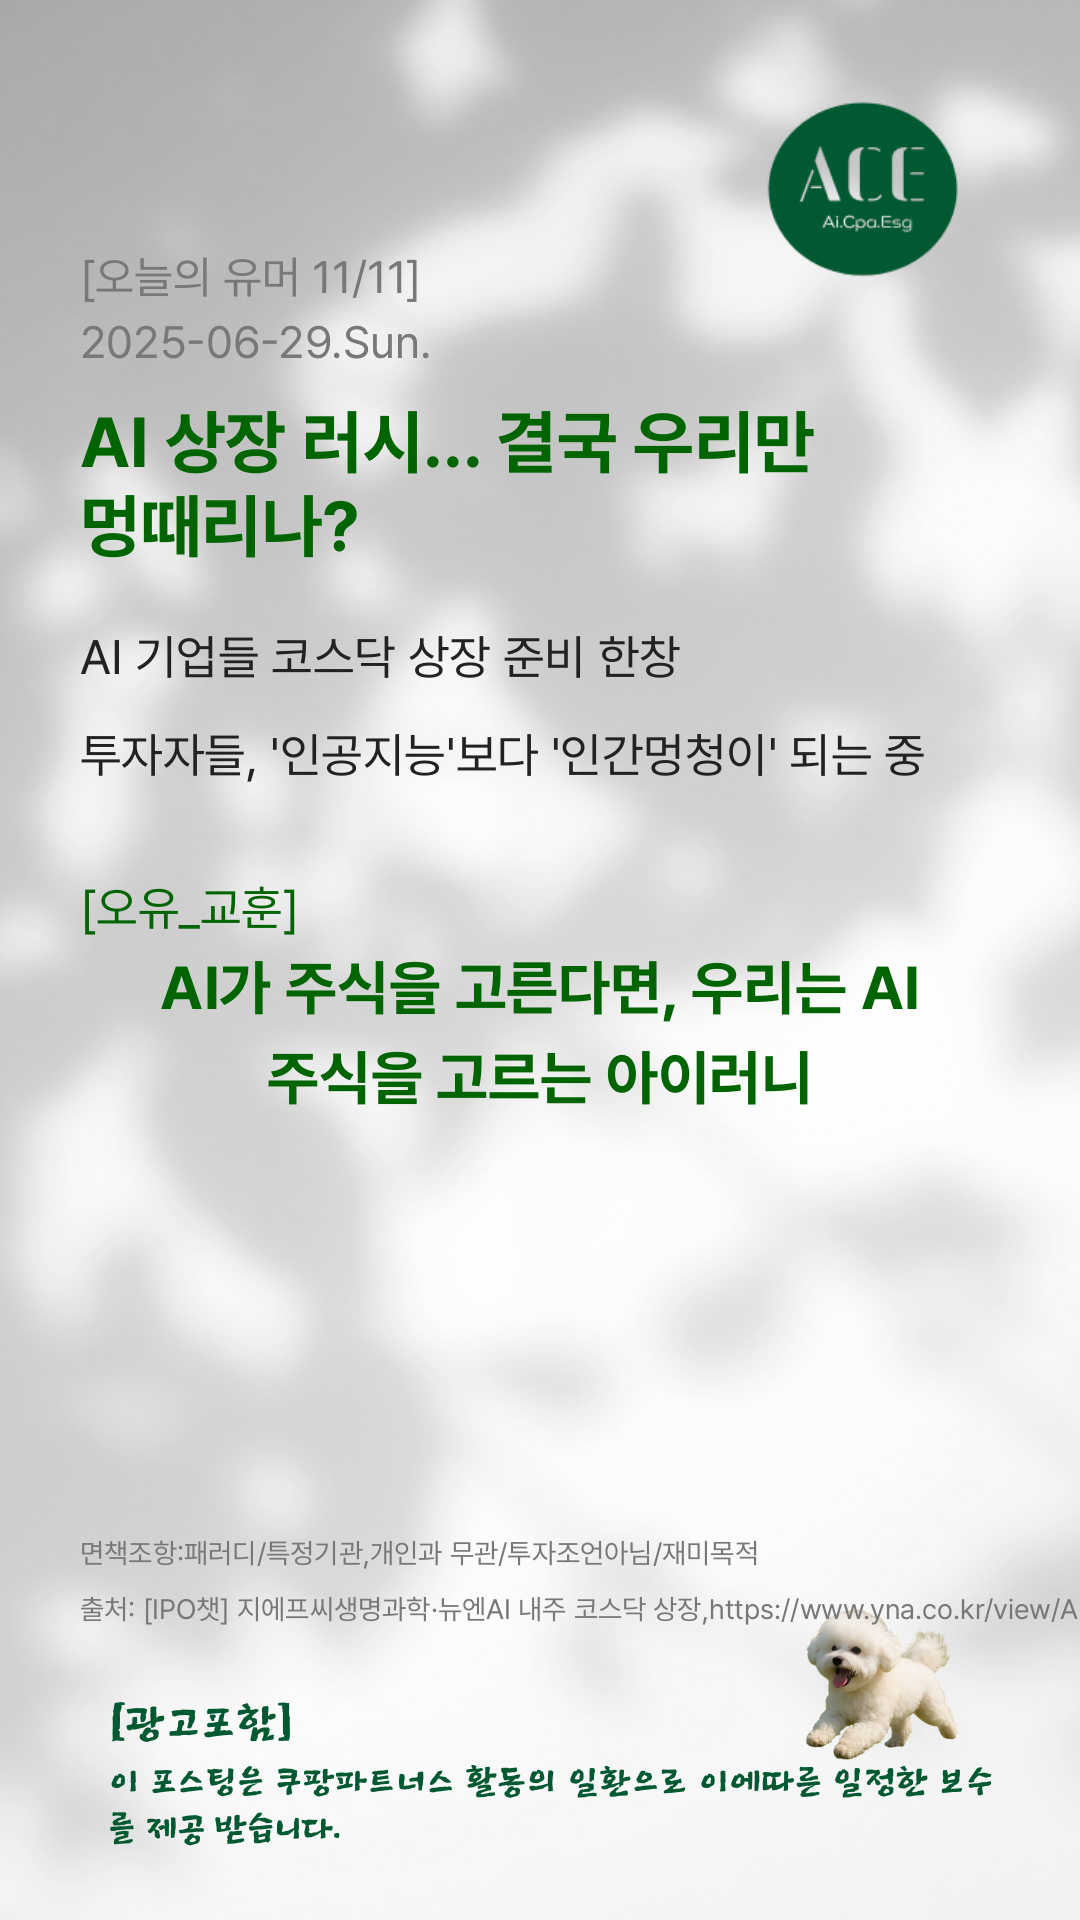 ACE
Ai.Cpa.Esg
[오늘의 유머 11/11]
2025-06-29.Sun.
AI 상장 러시... 결국 우리만
멍때리나?
AI 기업들 코스닥 상장 준비 한창
투자자들, '인공지능'보다 '인간멍청이' 되는 중
[오유_교훈]
AI가 주식을 고른다면, 우리는 AI
주식을 고르는 아이러니
면책조항:패러디/특정기관,개인과 무관/투자조언아님/재미목적
출처: [IPO챗] 지에프씨생명과학·뉴엔AI 내주 코스닥 상장,https://www.yna.co.kr/view/A
[광고포함]
이 포스팅은 쿠팡파트너스 활동의 일환으로 이에따른 일정한 보수
를 제공 받습니다.